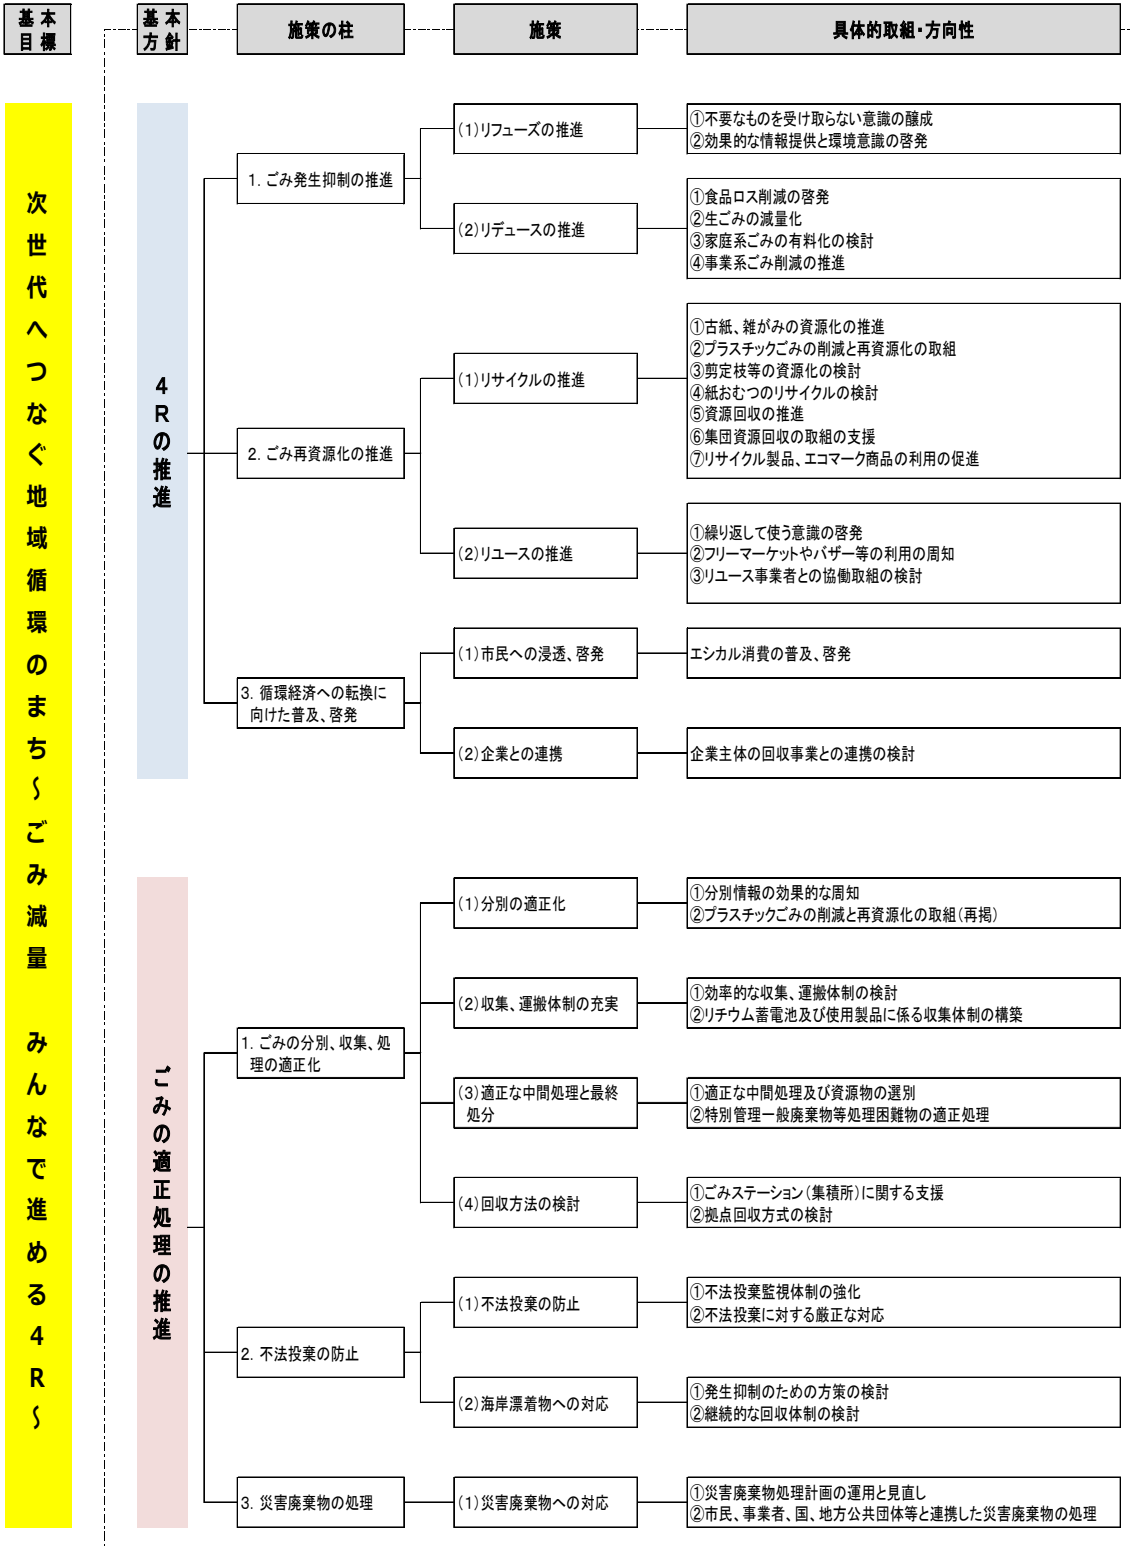 基本
目標
基本
方針
施策の柱
施策
具体的取組・方向性
次世代へつなぐ地域循環のまち～ごみ減量　みんなで進める４Ｒ～
４Ｒの推進
1. ごみ発生抑制の推進
(1)リフューズの推進
①不要なものを受け取らない意識の醸成
②効果的な情報提供と環境意識の啓発
(2)リデュースの推進
①食品ロス削減の啓発
②生ごみの減量化
③家庭系ごみの有料化の検討
④事業系ごみ削減の推進
2. ごみ再資源化の推進
(1)リサイクルの推進
①古紙、雑がみの資源化の推進
②プラスチックごみの削減と再資源化の取組
③剪定枝等の資源化の検討
④紙おむつのリサイクルの検討
⑤資源回収の推進
⑥集団資源回収の取組の支援
⑦リサイクル製品、エコマーク商品の利用の促進
(2)リユースの推進
①繰り返して使う意識の啓発
②フリーマーケットやバザー等の利用の周知
③リユース事業者との協働取組の検討
3. 循環経済への転換に
向けた普及、啓発
(1)市民への浸透、啓発
エシカル消費の普及、啓発
(2)企業との連携
企業主体の回収事業との連携の検討
ごみの適正処理の推進
1. ごみの分別、収集、処
理の適正化
(1)分別の適正化
①分別情報の効果的な周知
②プラスチックごみの削減と再資源化の取組(再掲)
(2)収集、運搬体制の充実
①効率的な収集、運搬体制の検討
②リチウム蓄電池及び使用製品に係る収集体制の構築
(3)適正な中間処理と最終
処分
①適正な中間処理及び資源物の選別
②特別管理一般廃棄物等処理困難物の適正処理
(4)回収方法の検討
①ごみステーション(集積所)に関する支援
②拠点回収方式の検討
2. 不法投棄の防止
(1)不法投棄の防止
①不法投棄監視体制の強化
②不法投棄に対する厳正な対応
(2)海岸漂着物への対応
①発生抑制のための方策の検討
②継続的な回収体制の検討
3. 災害廃棄物の処理
(1)災害廃棄物への対応
①災害廃棄物処理計画の運用と見直し
②市民、事業者、国、地方公共団体等と連携した災害廃棄物の処理